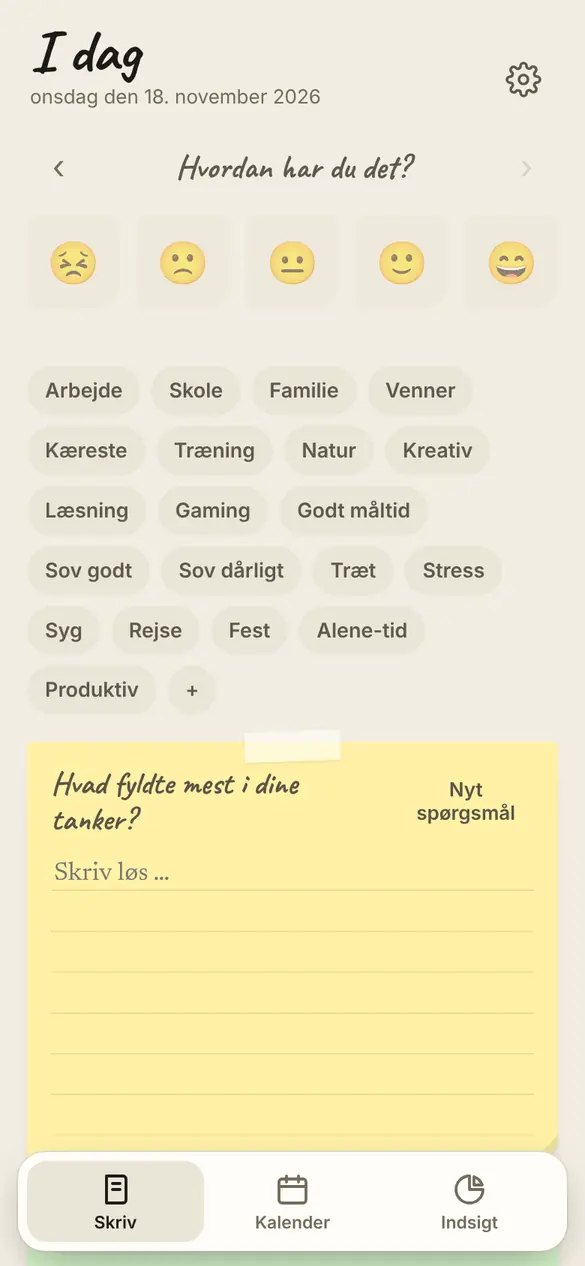 I dag
onsdag den 18. november 2026
Hvordan har du det?
Arbejde Skole Familie Venner
Kæreste Træning Natur Kreativ
Læsning Gaming Godt måltid
Sov godt Sov dårligt Træt Stress
Syg Rejse Fest Alene-tid
Produktiv +
Hvad fyldte mest i dine
tanker?
Nyt
spørgsmål
Skriv løs ...
Skriv Kalender Indsigt